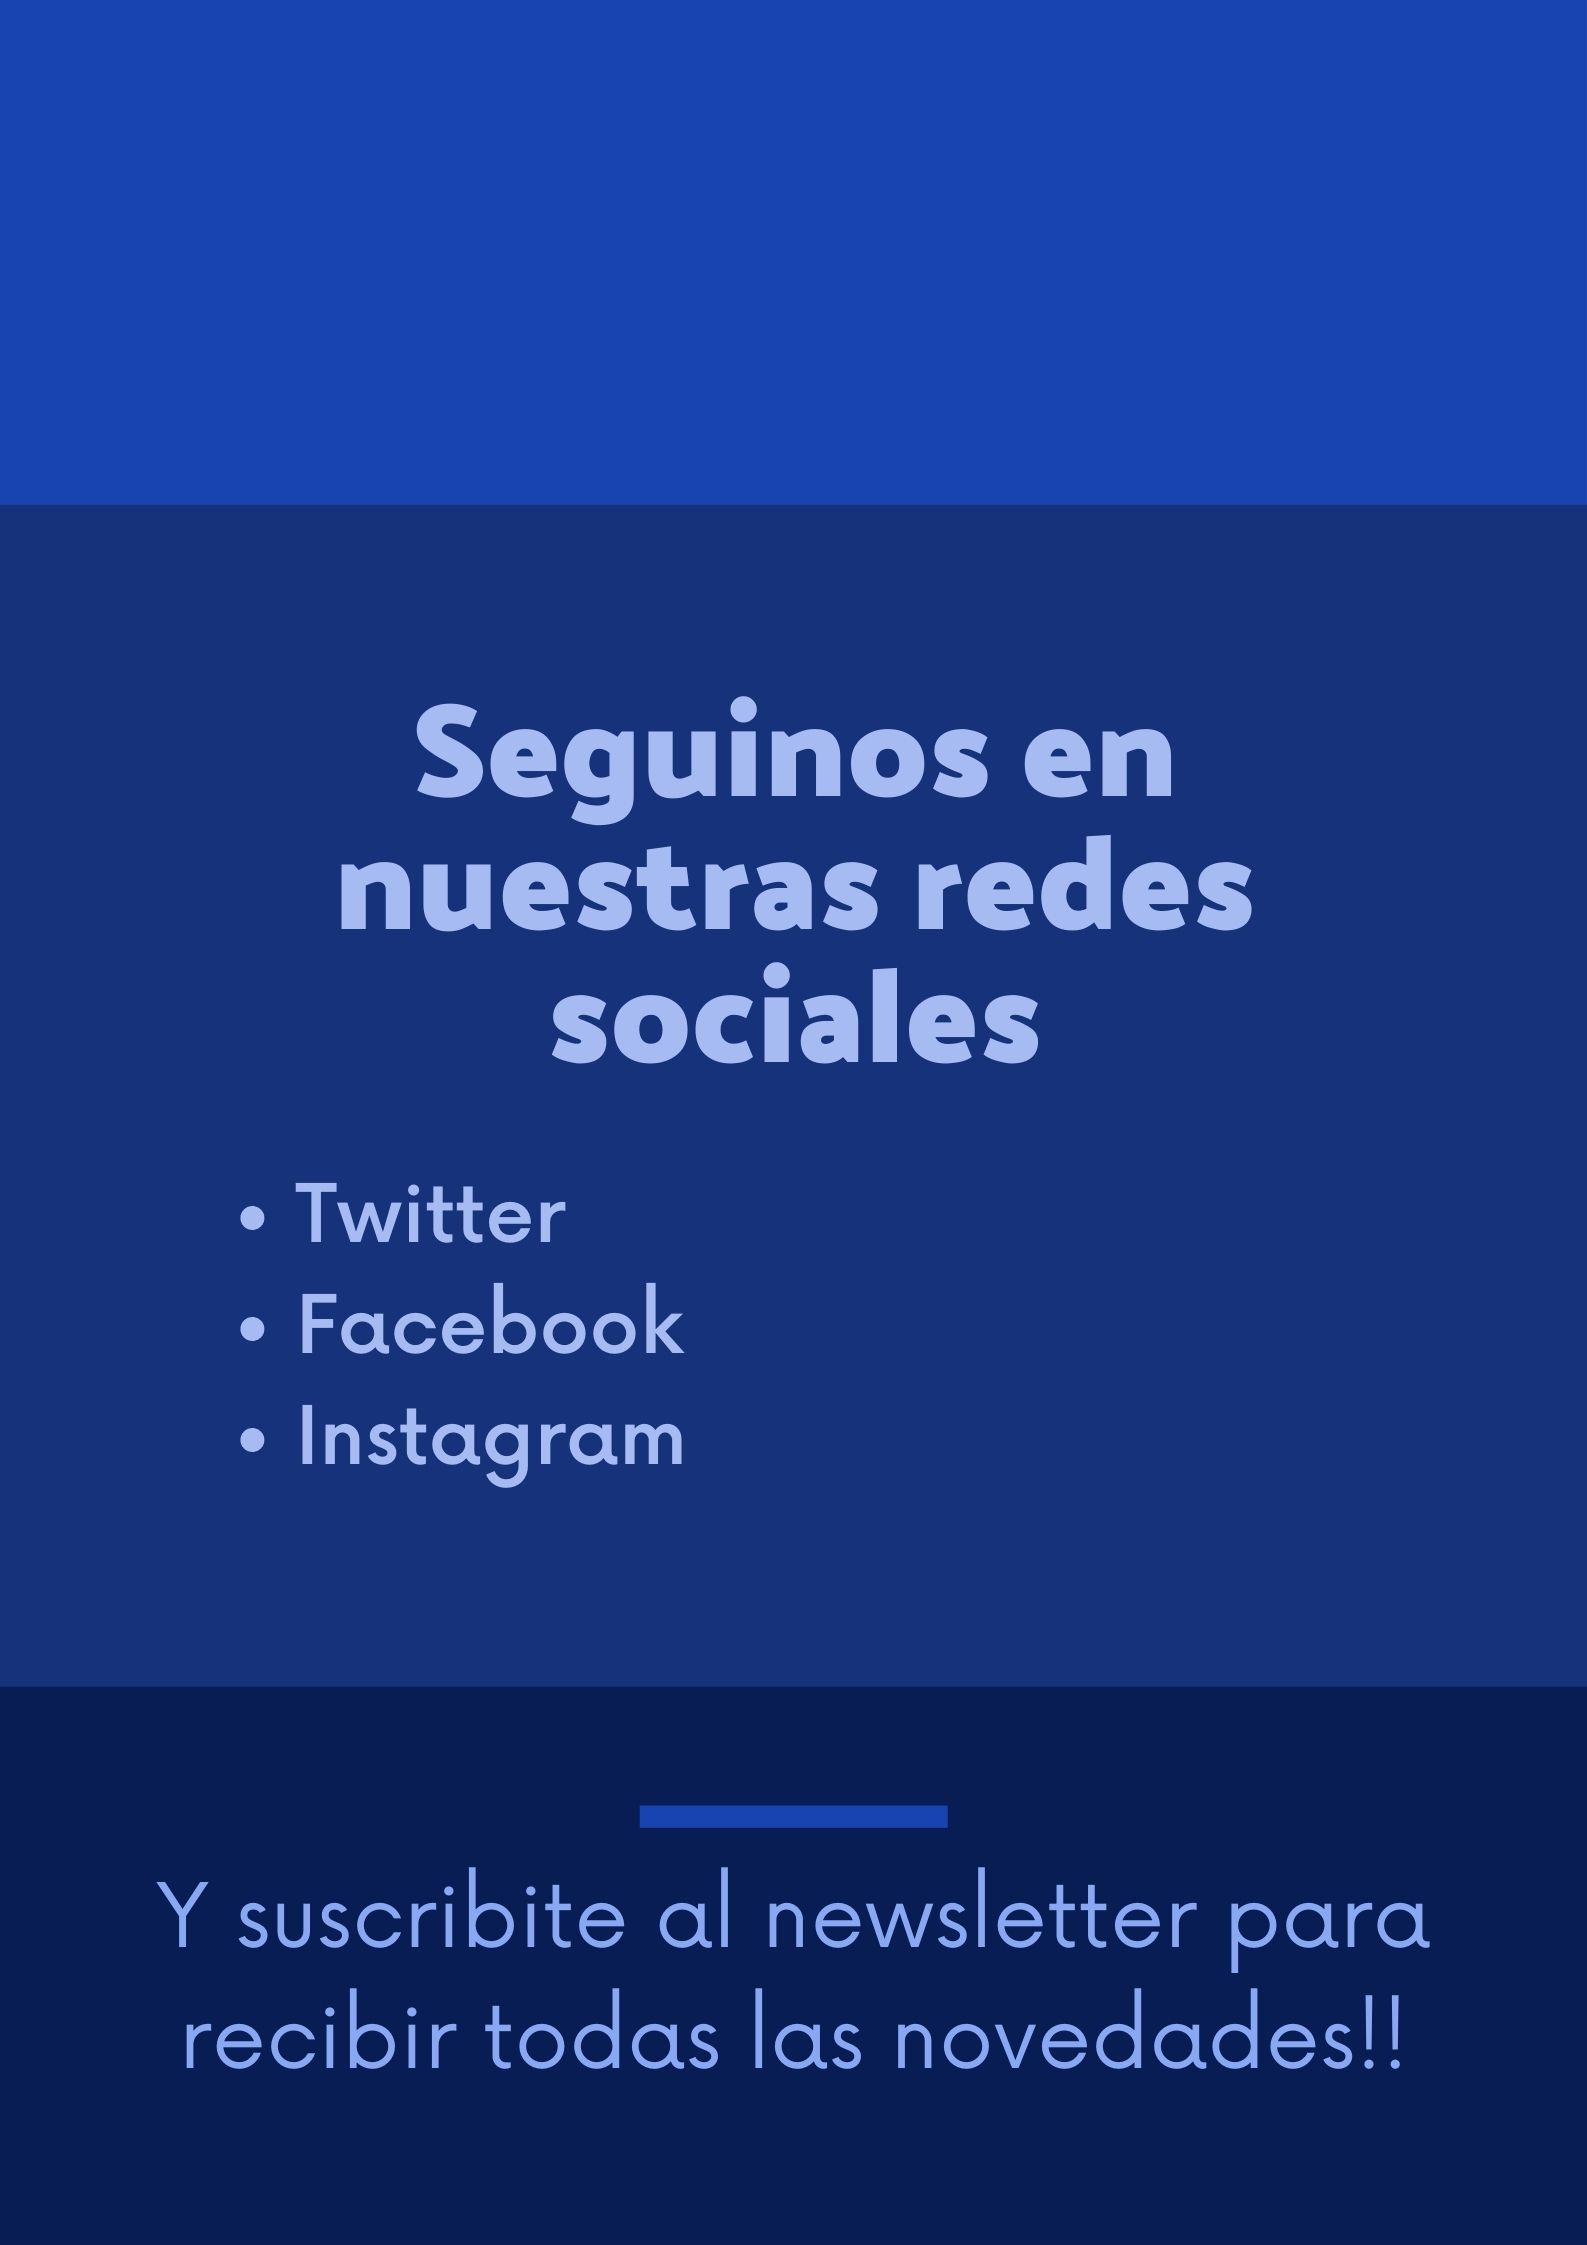 Seguinos en
nuestras redes
sociales
• Twitter
• Facebook
• Instagram
Y suscribite al newsletter para
recibir todas las novedades!!